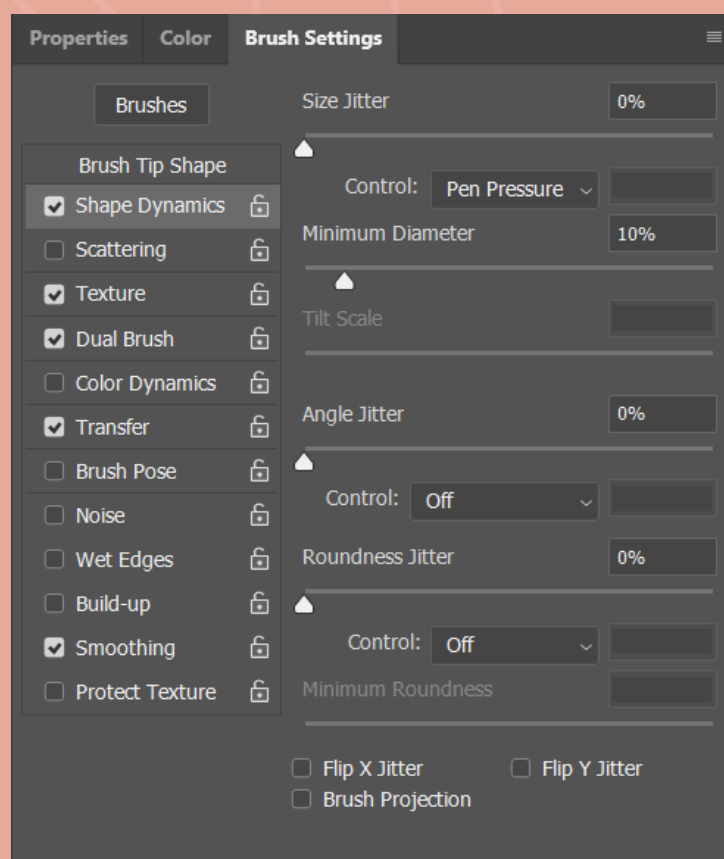 Properties Color Brush Settings
Brushes
Brush Tip Shape
Shape Dynamics
Scattering
Texture
Dual Brush
Color Dynamics
Transfer
Brush Pose
Noise
Wet Edges
Build-up
Smoothing
Protect Texture
Size Jitter 0%
Control: Pen Pressure
Minimum Diameter 10%
Tilt Scale
Angle Jitter 0%
Control: Off
Roundness Jitter 0%
Control: Off
Minimum Roundness
Flip X Jitter Flip Y Jitter
Brush Projection